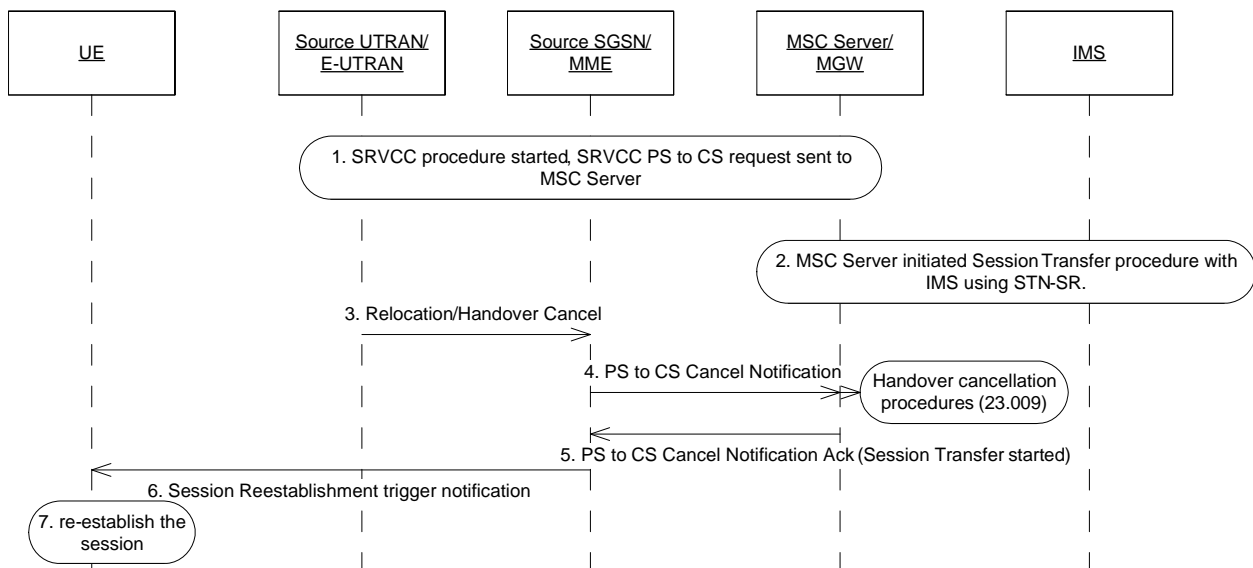 UE
Source UTRAN/
E-UTRAN
Source SGSN/
MME
MSC Server/
MGW
IMS
1. SRVCC procedure started, SRVCC PS to CS request sent to
MSC Server
2. MSC Server initiated Session Transfer procedure with
IMS using STN-SR.
3. Relocation/Handover Cancel
4. PS to CS Cancel Notification
Handover cancellation
procedures (23.009)
5. PS to CS Cancel Notification Ack (Session Transfer started)
6. Session Reestablishment trigger notification
7. re-establish the
session